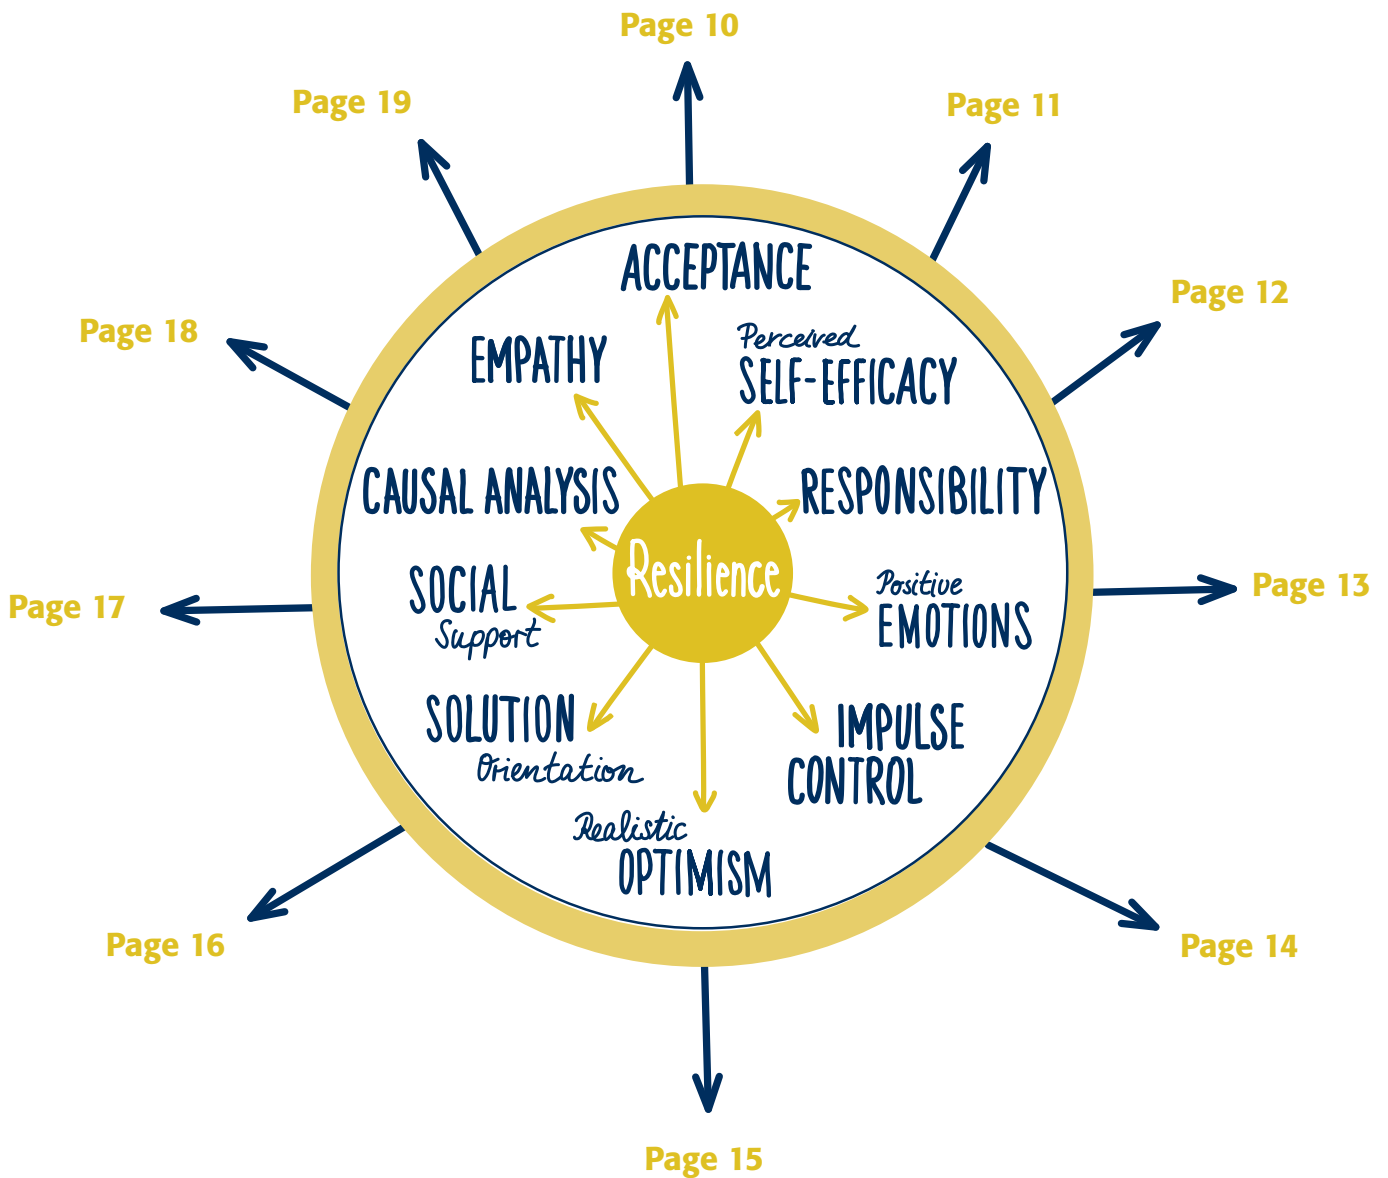 Page 10
Page 19
Page 11
Page 12
Page 18
Page 13
Page 17
Page 16
Page 14
Page 15
ACCEPTANCE
Perceived
SELF-EFFICACY
EMPATHY
CAUSAL ANALYSIS
RESPONSIBILITY
Resilience
SOCIAL
Support
Positive
EMOTIONS
SOLUTION
Orientation
IMPULSE
CONTROL
Realistic
OPTIMISM